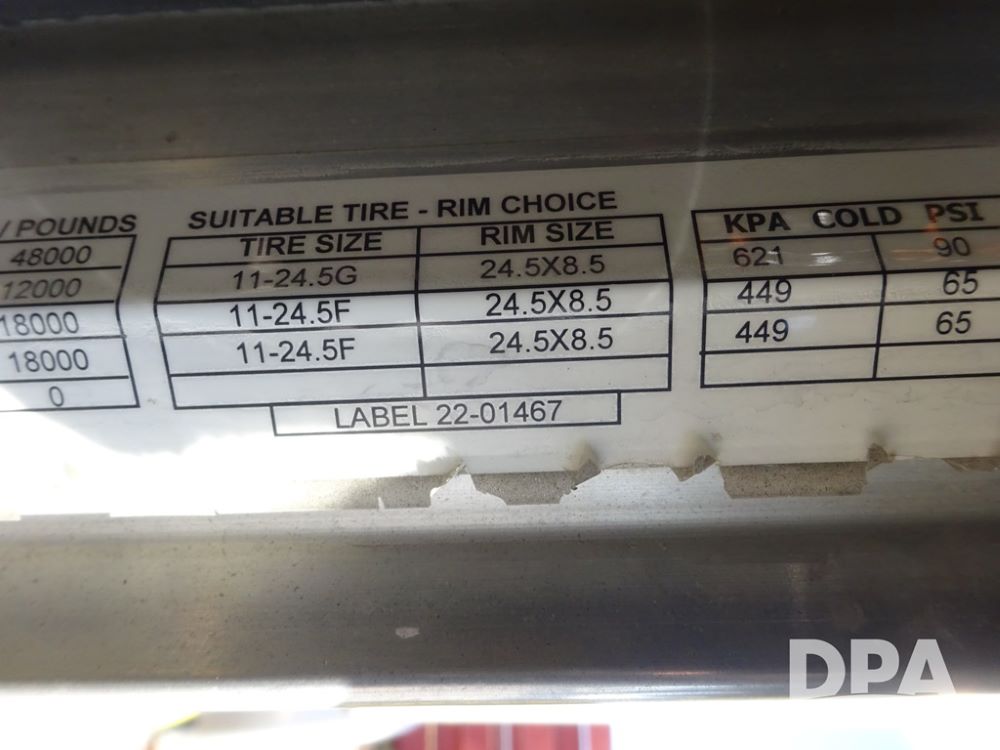 / POUNDS
48000
12000
18000
18000
0
SUITABLE TIRE - RIM CHOICE
TIRE SIZE RIM SIZE
11-24.5G 24.5X8.5
11-24.5F 24.5X8.5
11-24.5F 24.5X8.5
LABEL 22-01467
KPA COLD PSI
621 90
449 65
449 65
DPA